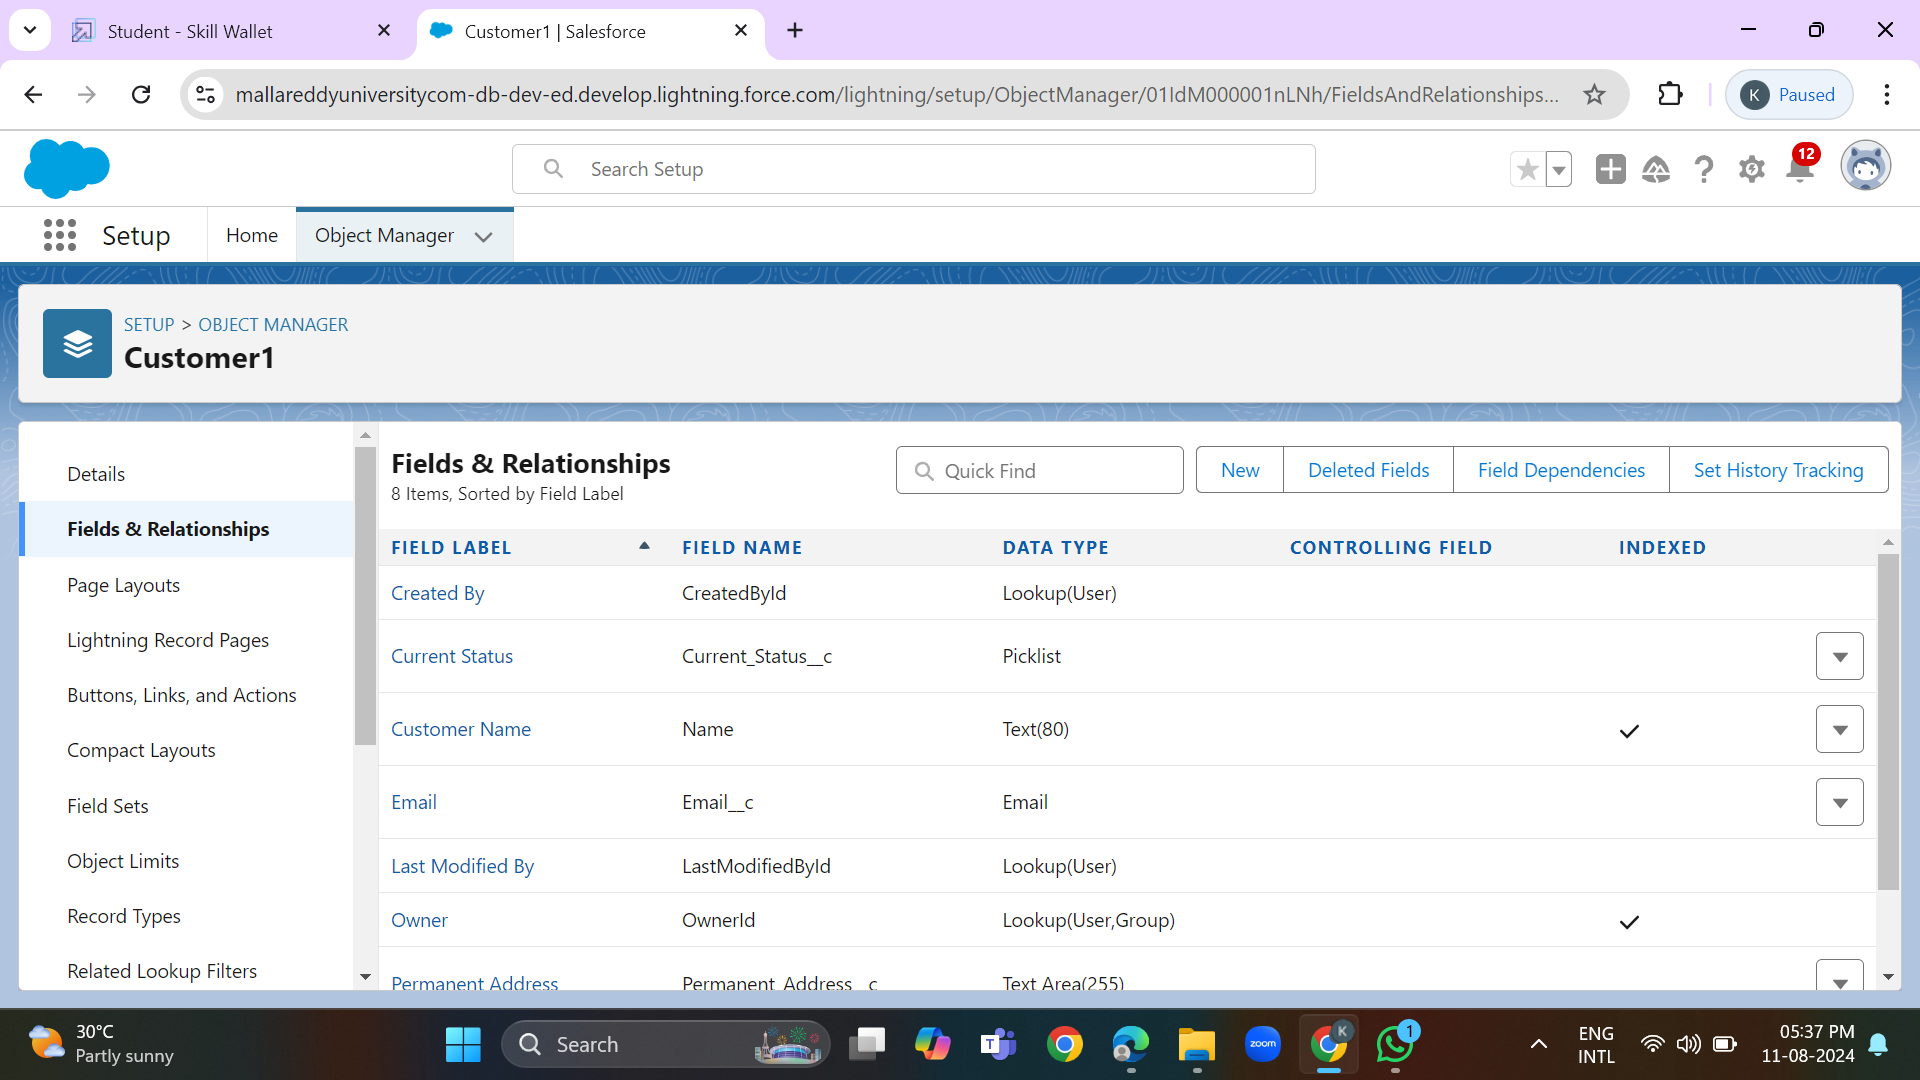 Student - Skill Wallet
Customer1 | Salesforce
mallareddyuniversitycom-db-dev-ed.develop.lightning.force.com/lightning/setup/ObjectManager/01IdM000001nLNh/FieldsAndRelationships...
K Paused
Search Setup
12
Setup
Home
Object Manager
SETUP > OBJECT MANAGER
Customer1
Details
Fields & Relationships
Page Layouts
Lightning Record Pages
Buttons, Links, and Actions
Compact Layouts
Field Sets
Object Limits
Record Types
Related Lookup Filters
Fields & Relationships
8 Items, Sorted by Field Label
Quick Find
New
Deleted Fields
Field Dependencies
Set History Tracking
FIELD LABEL FIELD NAME DATA TYPE CONTROLLING FIELD INDEXED
Created By CreatedById Lookup(User)
Current Status Current_Status__c Picklist
Customer Name Name Text(80)
Email Email__c Email
Last Modified By LastModifiedById Lookup(User)
Owner OwnerId Lookup(User,Group)
Permanent Address Permanent_Address__c Text Area(255)
30°C
Partly sunny
Search
T
zoom
K
1
ENG
INTL
05:37 PM
11-08-2024